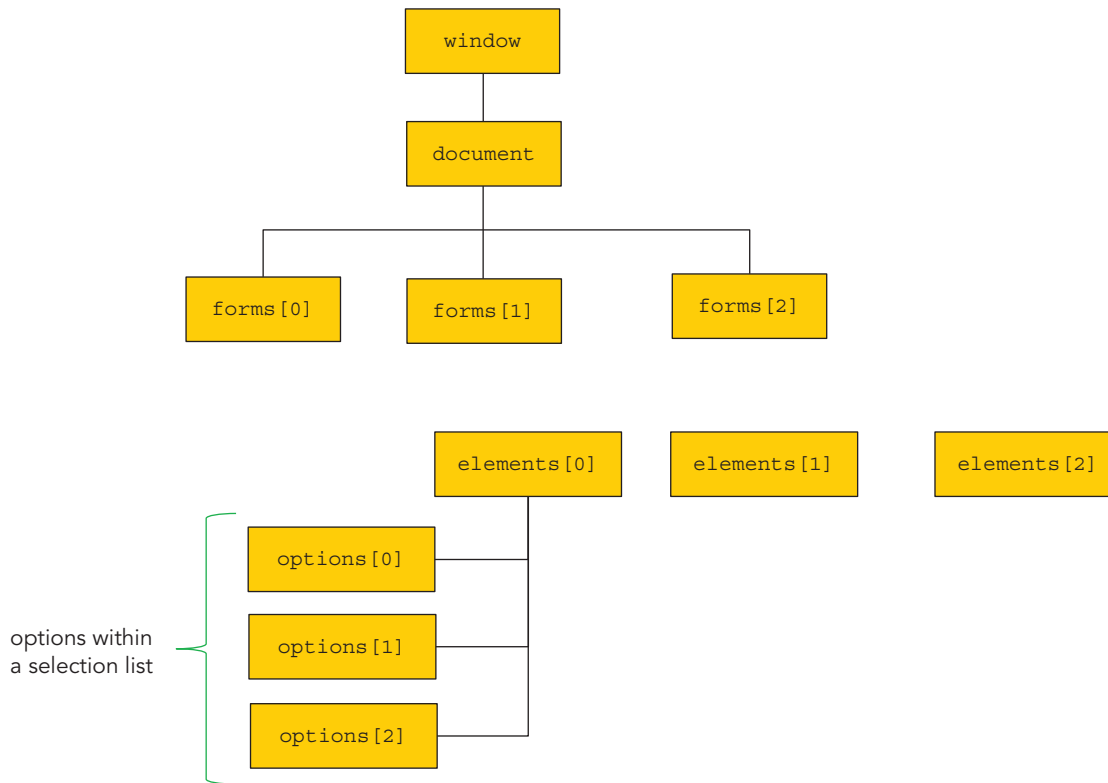 window
document
forms[0]
forms[1]
forms[2]
elements[0]
elements[1]
elements[2]
options[0]
options[1]
options within
a selection list
options[2]